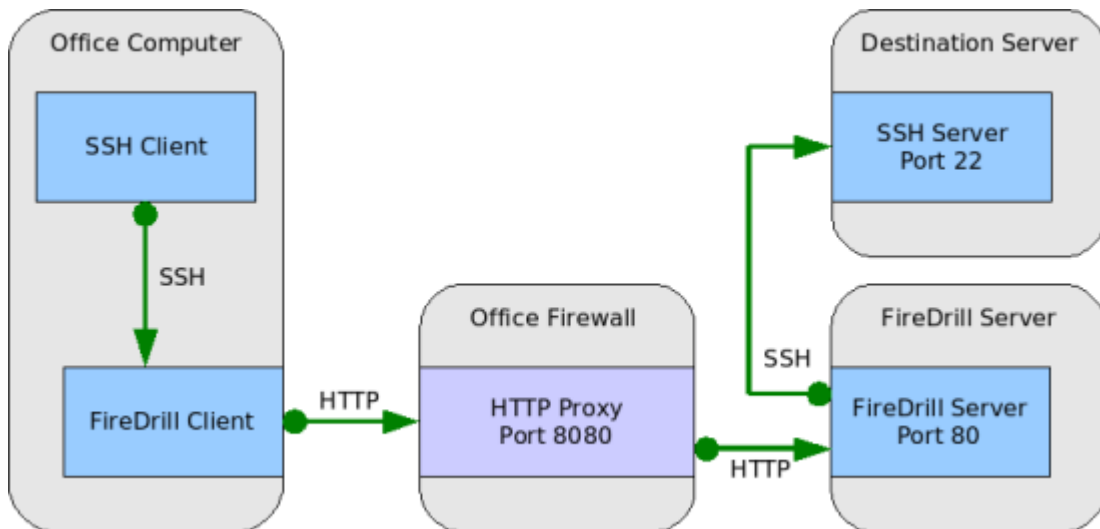 Office Computer
SSH Client
SSH
FireDrill Client
HTTP
Office Firewall
HTTP Proxy
Port 8080
HTTP
Destination Server
SSH Server
Port 22
SSH
FireDrill Server
FireDrill Server
Port 80